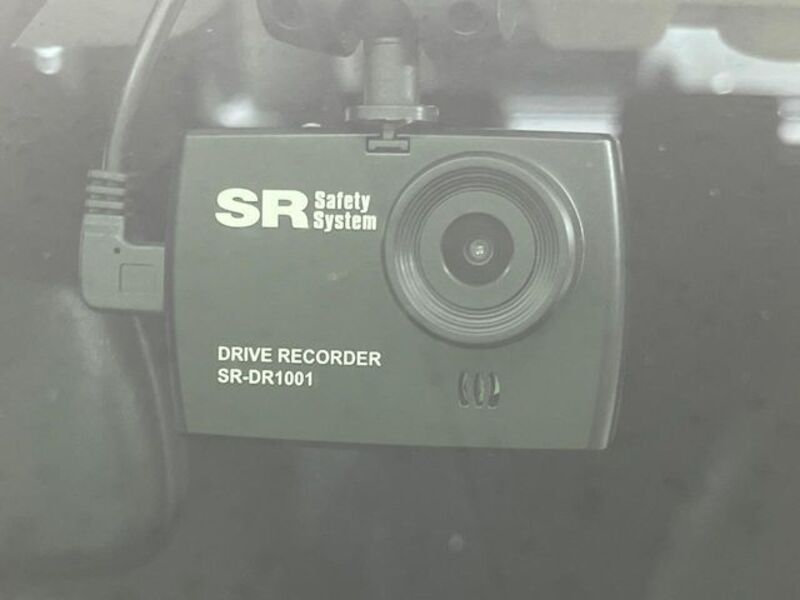 SR Safety System
DRIVE RECORDER
SR-DR1001